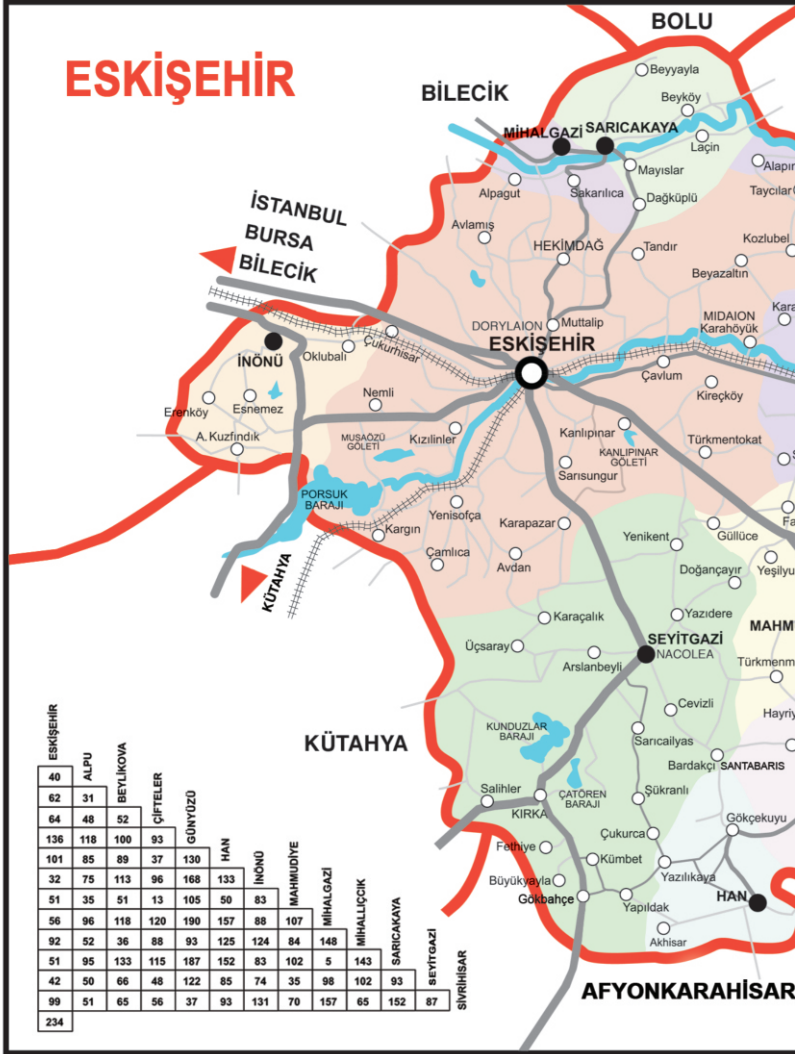 BOLU
ESKİŞEHİR
Beyyayla
BİLECİK
Beyköy
MİHALGAZİ
SARICAKAYA
Laçin
Mayıslar
Alpagut
Sakarılıca
Dağküplü
Taycılar
İSTANBUL
BURSA
BİLECİK
Avlamış
HEKİMDAĞ
Tandır
Kozlubel
Beyazaltın
DORYLAION
Muttalip
MIDAION
Karahöyük
ESKİŞEHİR
İNÖNÜ
Oklubalı
Çukurhisar
Çavlum
Kireçköy
Erenköy
Esnemez
Nemli
A. Kuzfındık
MUSAÖZÜ
GÖLETİ
Kızılinler
Kanlıpınar
KANLIPINAR
GÖLETİ
Türkmentokat
Sarısungur
PORSUK
BARAJI
Yenisofça
Kargın
Karapazar
Çamlıca
Avdan
Yenikent
Güllüce
Doğançayır
Yeşilyu
KÜTAHYA
Karaçalık
Yazıdere
Üçsaray
SEYİTGAZİ
NACOLEA
MAHM
Arslanbeyli
Türkmenm
Cevizli
Hayriy
KÜTAHYA
KUNDUZLAR
BARAJI
Sarıcailyas
Bardakçı
SANTABARIS
Salihler
ÇATÖREN
BARAJI
KIRKA
Şükranlı
Gökçekuyu
Çukurca
Fethiye
Kümbet
Yazılıkaya
Büyükyayla
Gökbahçe
Yapıldak
HAN
Akhisar
AFYONKARAHİSAR
ESKİŞEHİR
40 ALPU
62 31 BEYLİKOVA
64 48 52 ÇİFTELER
136 118 100 93 GÜNYÜZÜ
101 85 89 37 130 HAN
32 75 113 96 168 133 İNÖNÜ
51 35 51 13 105 50 83 MAHMUDİYE
56 96 118 120 190 157 88 107 MİHALGAZİ
92 52 36 88 93 125 124 84 148 MİHALLIÇCIK
51 95 133 115 187 152 83 102 5 143 SARICAKAYA
42 50 66 48 122 85 74 35 98 102 93 SEYİTGAZİ
99 51 65 56 37 93 131 70 157 65 152 87 SİVRİHİSAR
234